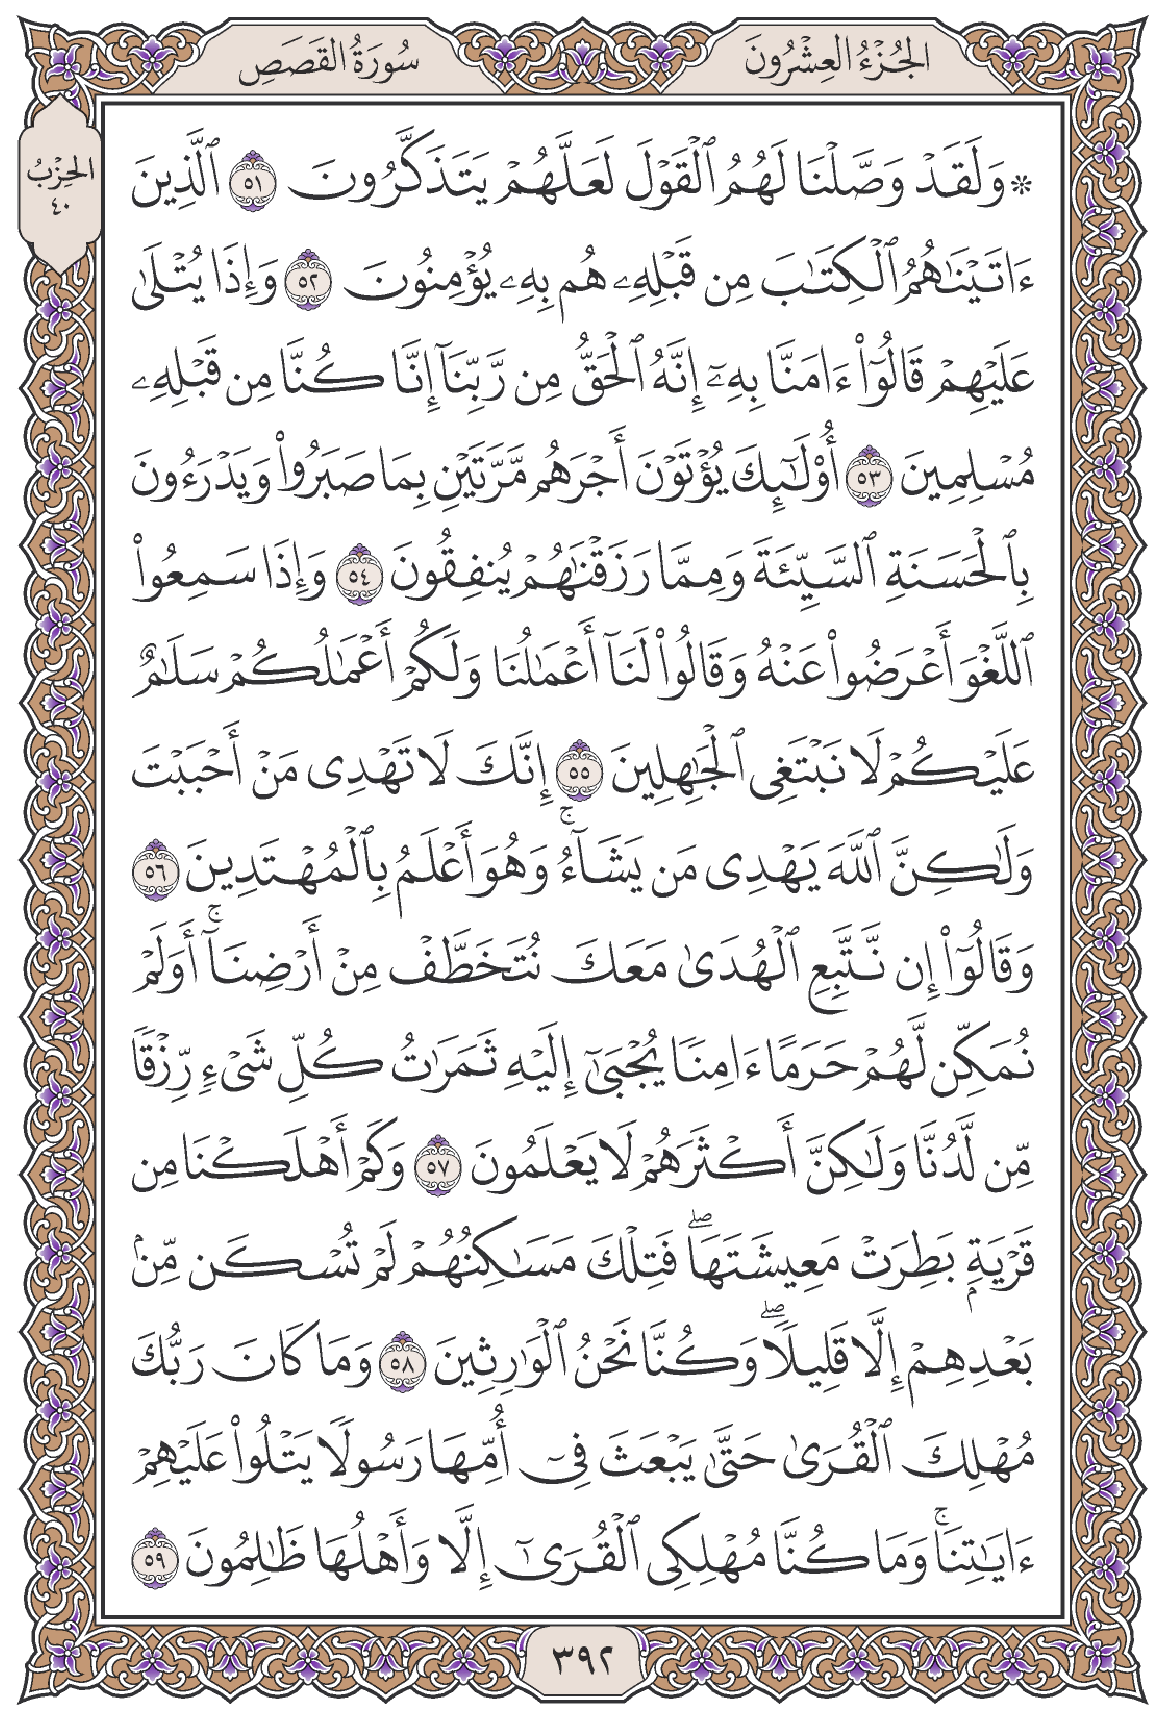 الجُزْءُ العِشْرُونَ
سُورَةُ القَصَصِ
الحِزْبُ
٤٠
۞ وَلَقَدْ وَصَّلْنَا لَهُمُ ٱلْقَوْلَ لَعَلَّهُمْ يَتَذَكَّرُونَ ٥١ ٱلَّذِينَ
ءَاتَيْنَٰهُمُ ٱلْكِتَٰبَ مِن قَبْلِهِۦ هُم بِهِۦ يُؤْمِنُونَ ٥٢ وَإِذَا يُتْلَىٰ
عَلَيْهِمْ قَالُوٓا۟ ءَامَنَّا بِهِۦٓ إِنَّهُ ٱلْحَقُّ مِن رَّبِّنَآ إِنَّا كُنَّا مِن قَبْلِهِۦ
مُسْلِمِينَ ٥٣ أُو۟لَٰٓئِكَ يُؤْتَوْنَ أَجْرَهُم مَّرَّتَيْنِ بِمَا صَبَرُوا۟ وَيَدْرَءُونَ
بِٱلْحَسَنَةِ ٱلسَّيِّئَةَ وَمِمَّا رَزَقْنَٰهُمْ يُنفِقُونَ ٥٤ وَإِذَا سَمِعُوا۟
ٱللَّغْوَ أَعْرَضُوا۟ عَنْهُ وَقَالُوا۟ لَنَآ أَعْمَٰلُنَا وَلَكُمْ أَعْمَٰلُكُمْ سَلَٰمٌ
عَلَيْكُمْ لَا نَبْتَغِى ٱلْجَٰهِلِينَ ٥٥ إِنَّكَ لَا تَهْدِى مَنْ أَحْبَبْتَ
وَلَٰكِنَّ ٱللَّهَ يَهْدِى مَن يَشَآءُۚ وَهُوَ أَعْلَمُ بِٱلْمُهْتَدِينَ ٥٦
وَقَالُوٓا۟ إِن نَّتَّبِعِ ٱلْهُدَىٰ مَعَكَ نُتَخَطَّفْ مِنْ أَرْضِنَآۚ أَوَلَمْ
نُمَكِّن لَّهُمْ حَرَمًا ءَامِنًا يُجْبَىٰٓ إِلَيْهِ ثَمَرَٰتُ كُلِّ شَىْءٍ رِّزْقًا
مِّن لَّدُنَّا وَلَٰكِنَّ أَكْثَرَهُمْ لَا يَعْلَمُونَ ٥٧ وَكَمْ أَهْلَكْنَا مِن
قَرْيَةٍۭ بَطِرَتْ مَعِيشَتَهَاۖ فَتِلْكَ مَسَٰكِنُهُمْ لَمْ تُسْكَن مِّنۢ
بَعْدِهِمْ إِلَّا قَلِيلًاۖ وَكُنَّا نَحْنُ ٱلْوَٰرِثِينَ ٥٨ وَمَا كَانَ رَبُّكَ
مُهْلِكَ ٱلْقُرَىٰ حَتَّىٰ يَبْعَثَ فِىٓ أُمِّهَا رَسُولًا يَتْلُوا۟ عَلَيْهِمْ
ءَايَٰتِنَاۚ وَمَا كُنَّا مُهْلِكِى ٱلْقُرَىٰٓ إِلَّا وَأَهْلُهَا ظَٰلِمُونَ ٥٩
٣٩٢